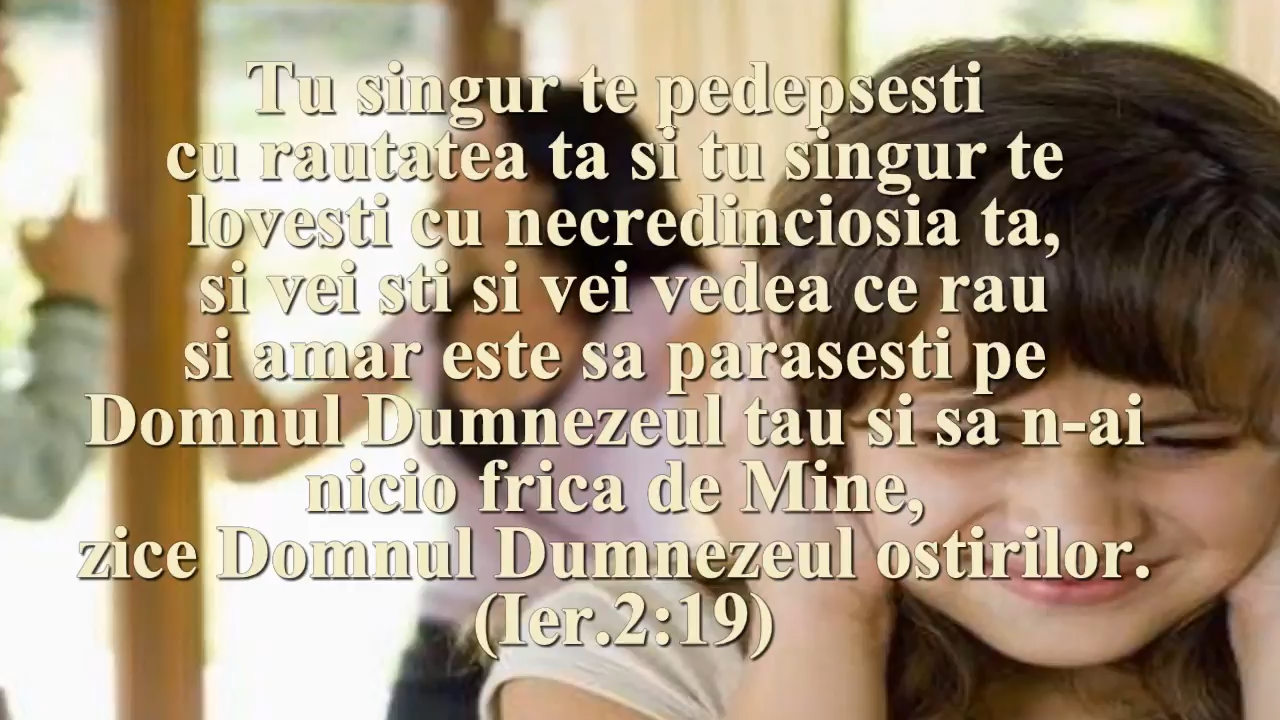 Tu singur te pedepsesti
cu rautatea ta si tu singur te
lovesti cu necredinciosia ta,
si vei sti si vei vedea ce rau
si amar este sa parasesti pe
Domnul Dumnezeul tau si sa n-ai
nicio frica de Mine,
zice Domnul Dumnezeul ostirilor.
(Ier.2:19)